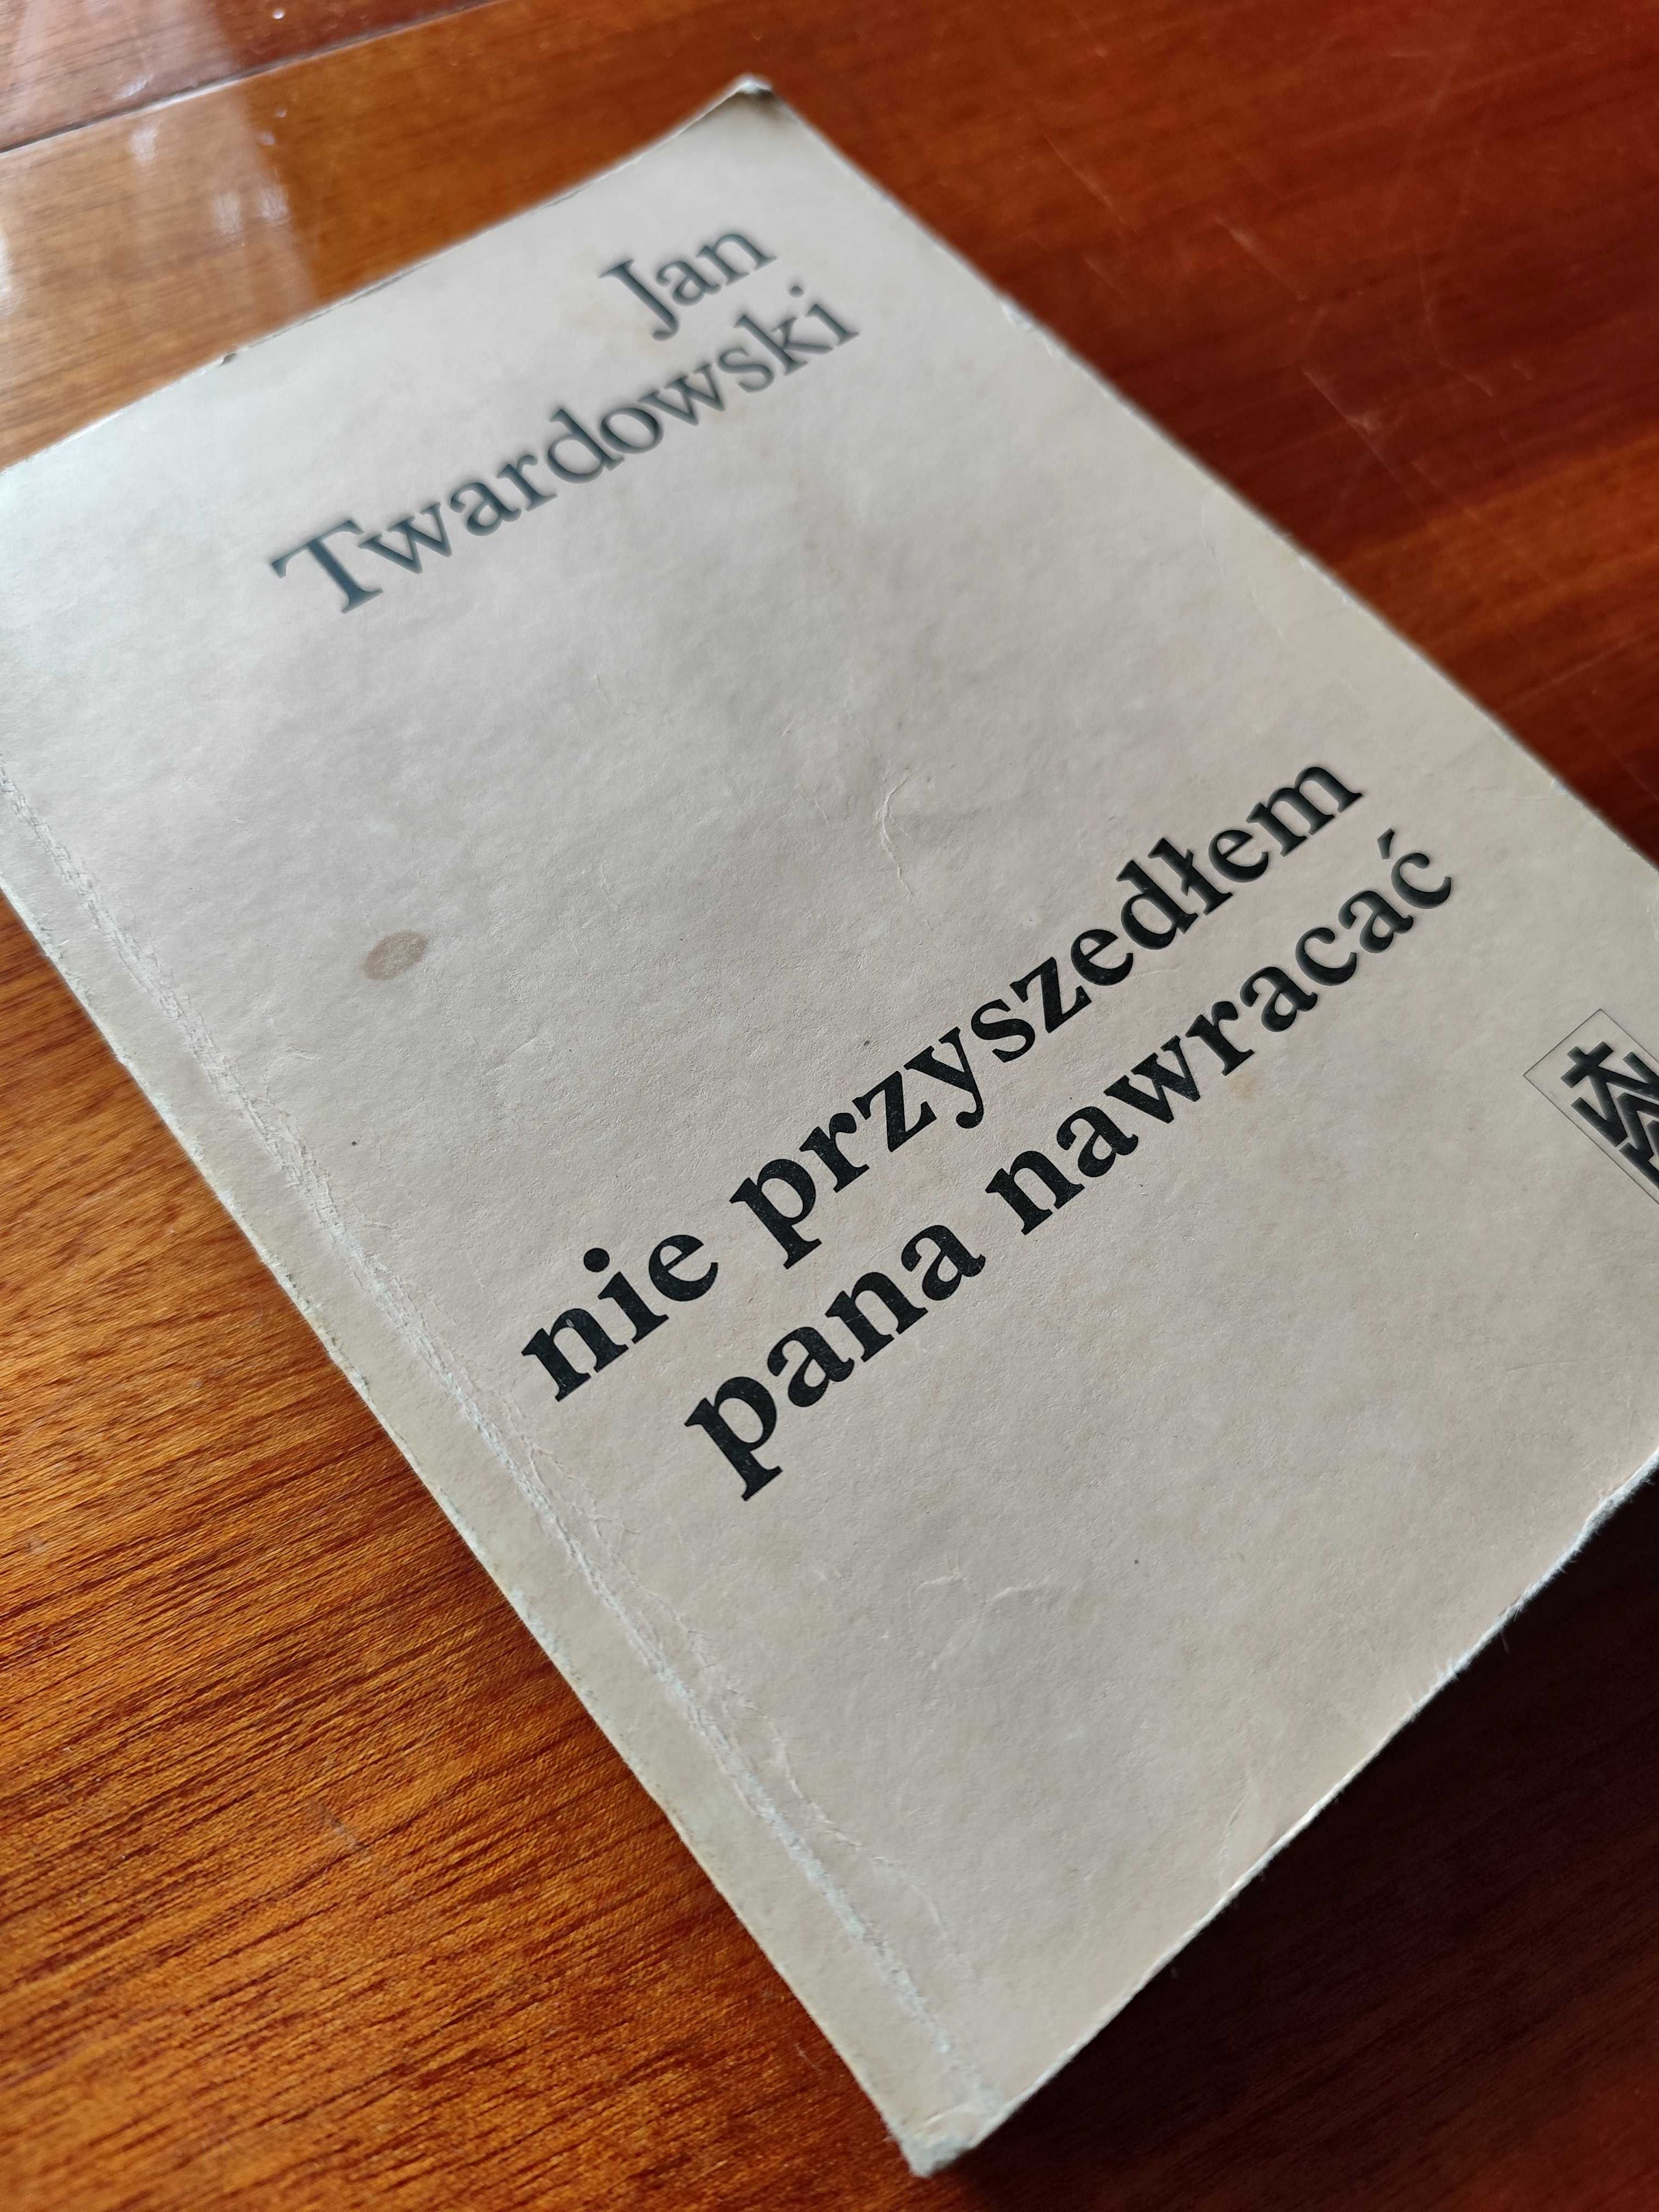 Jan
Twardowski
nie przyszedłem
pana nawracać